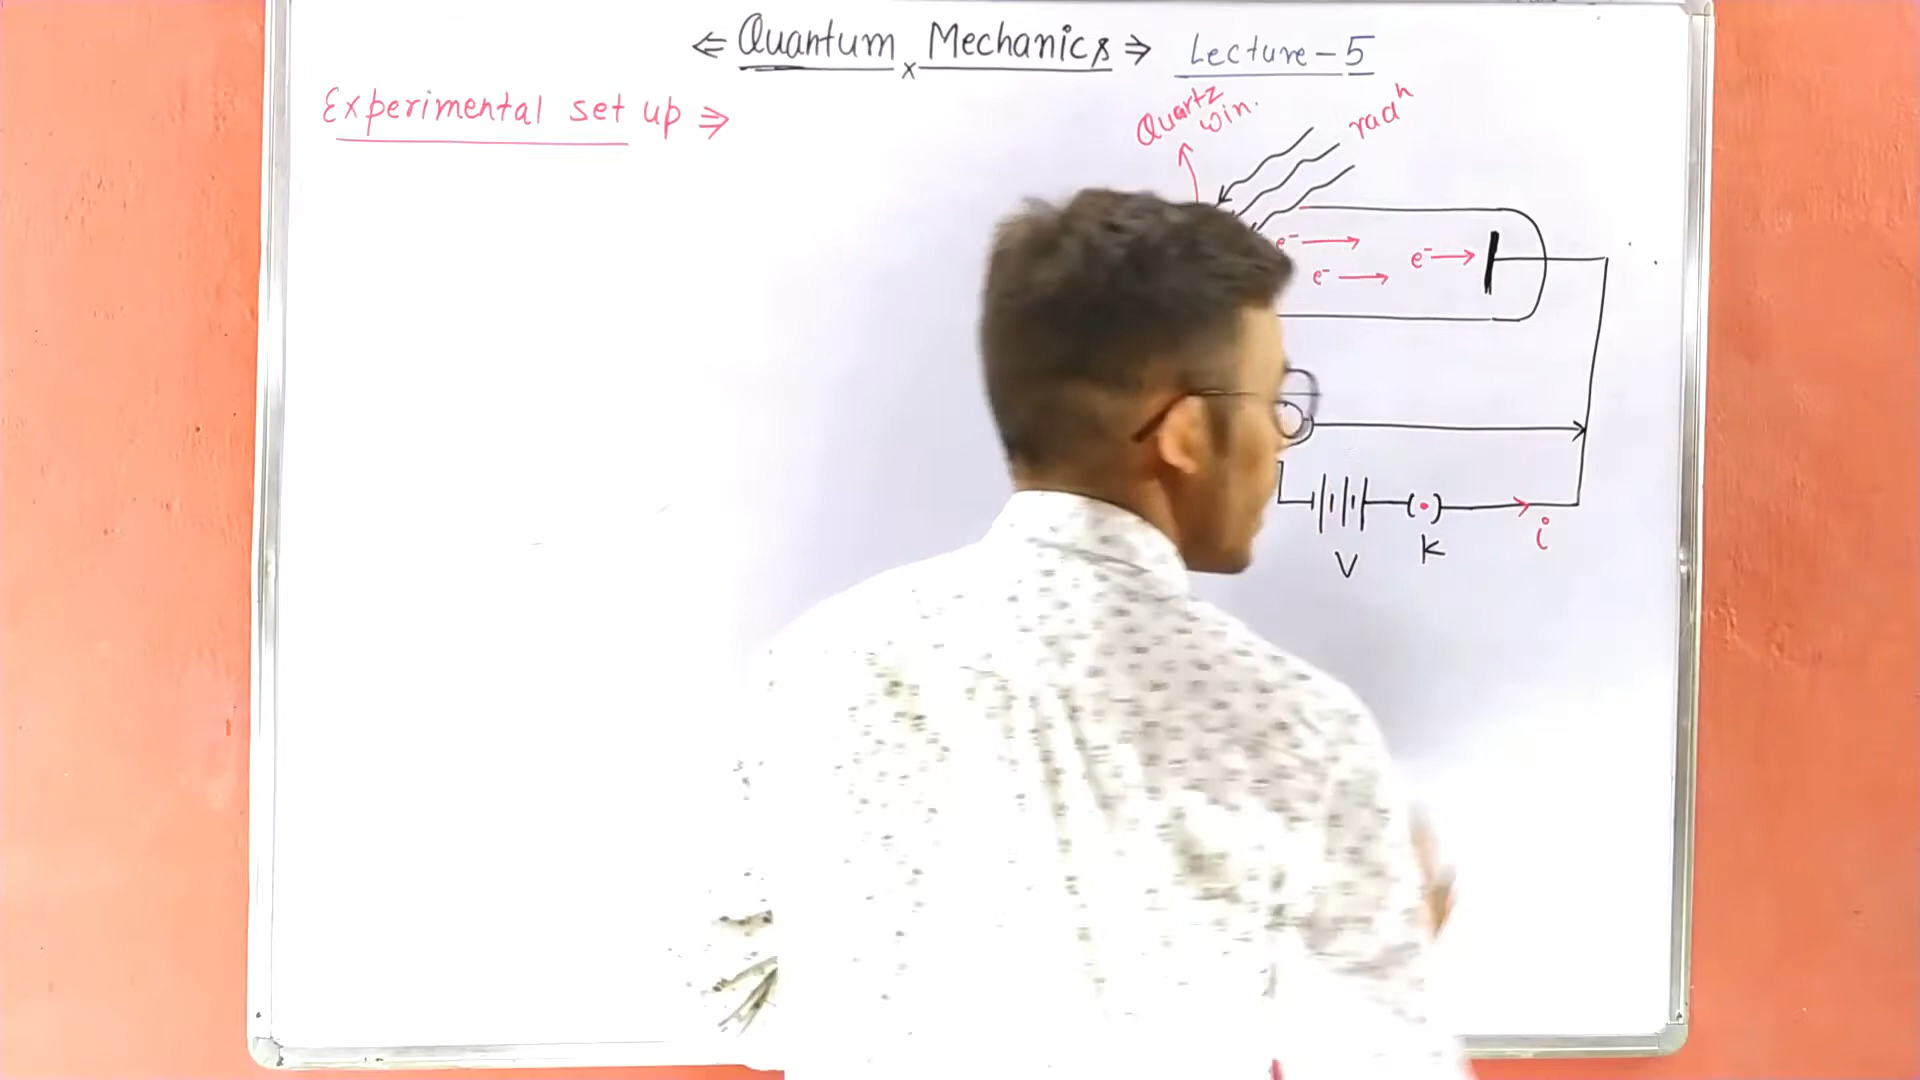 ⇐ Quantum x Mechanics ⇒ Lecture-5
Experimental set up ⇒
Quartz
win.
radⁿ
e⁻ → e⁻ →
e⁻ →
V K i